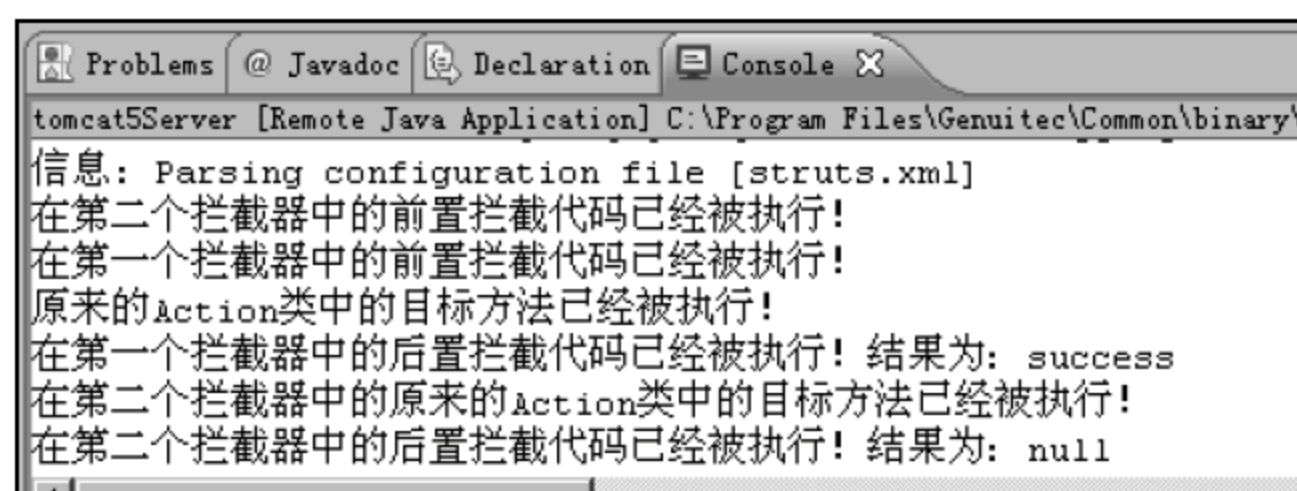 Problems @ Javadoc Declaration Console
tomcat5Server [Remote Java Application] C:\Program Files\Genuitec\Common\binary\
信息: Parsing configuration file [struts.xml]
在第二个拦截器中的前置拦截代码已经被执行!
在第一个拦截器中的前置拦截代码已经被执行!
原来的Action类中的目标方法已经被执行!
在第一个拦截器中的后置拦截代码已经被执行! 结果为: success
在第二个拦截器中的原来的Action类中的目标方法已经被执行!
在第二个拦截器中的后置拦截代码已经被执行! 结果为: null